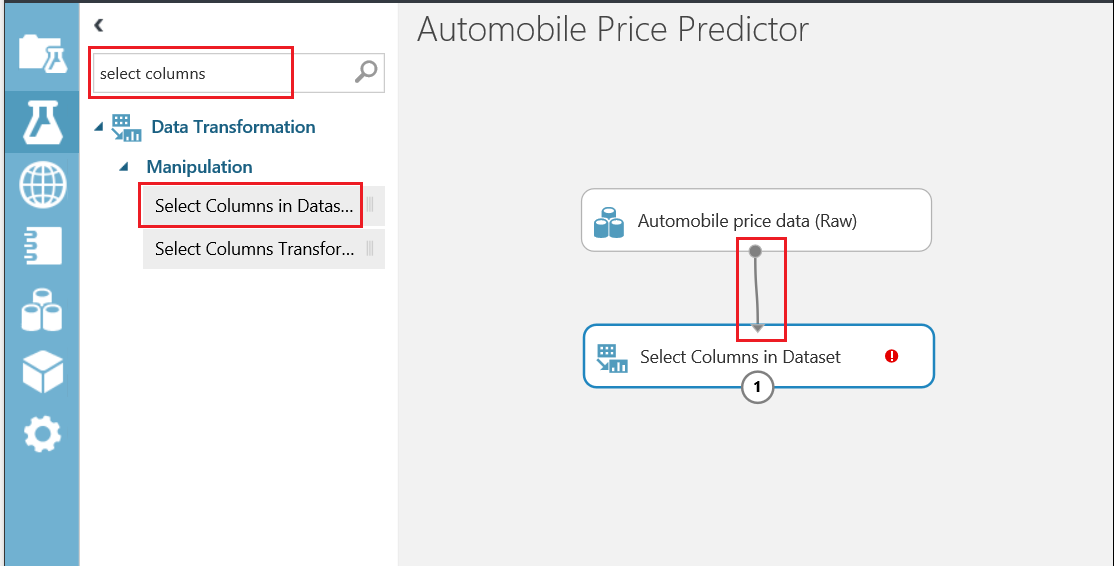 Automobile Price Predictor
select columns
Data Transformation
Manipulation
Select Columns in Datas...
Select Columns Transfor...
Automobile price data (Raw)
Select Columns in Dataset
1